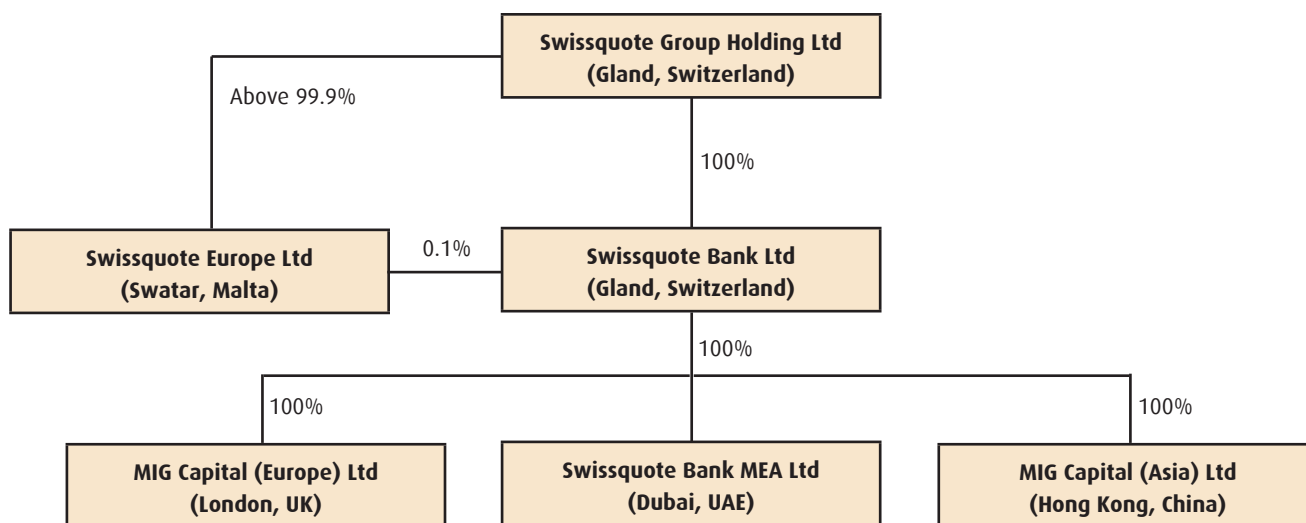 Swissquote Group Holding Ltd
(Gland, Switzerland)
Above 99.9%
100%
Swissquote Europe Ltd
(Swatar, Malta)
0.1%
Swissquote Bank Ltd
(Gland, Switzerland)
100%
100%
100%
MIG Capital (Europe) Ltd
(London, UK)
Swissquote Bank MEA Ltd
(Dubai, UAE)
MIG Capital (Asia) Ltd
(Hong Kong, China)